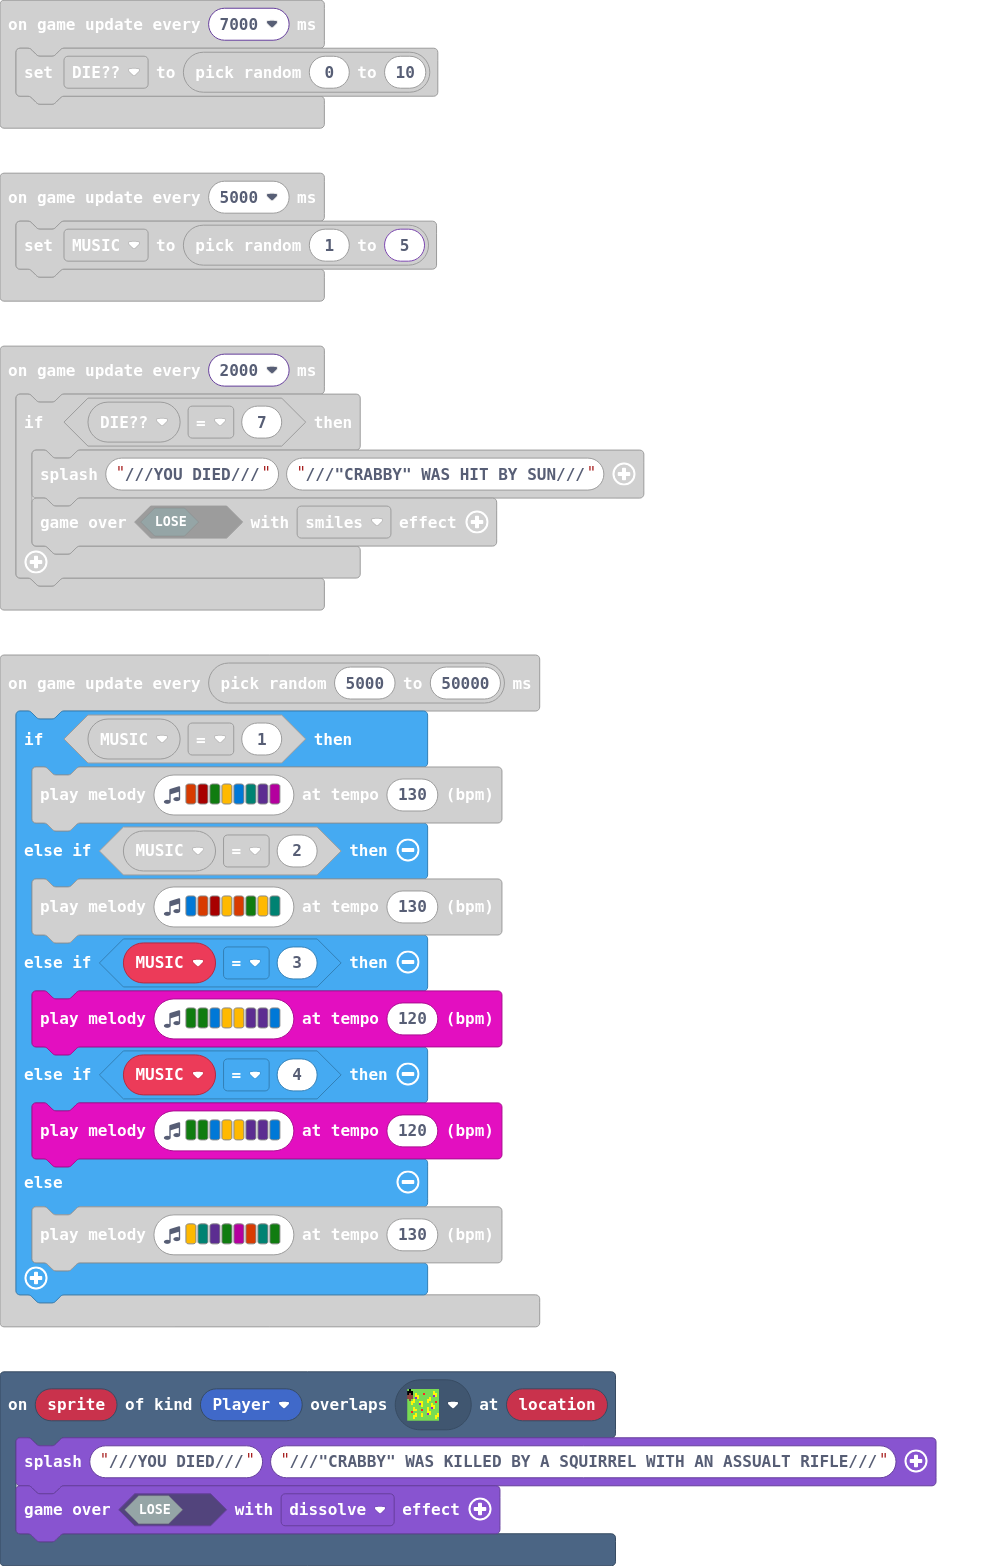 on game update every 7000 ms
set DIE?? to pick random 0 to 10
on game update every 5000 ms
set MUSIC to pick random 1 to 5
on game update every 2000 ms
if DIE?? = 7 then
splash "///YOU DIED///" "///"CRABBY" WAS HIT BY SUN///"
game over LOSE with smiles effect
on game update every pick random 5000 to 50000 ms
if MUSIC = 1 then
play melody at tempo 130 (bpm)
else if MUSIC = 2 then
play melody at tempo 130 (bpm)
else if MUSIC = 3 then
play melody at tempo 120 (bpm)
else if MUSIC = 4 then
play melody at tempo 120 (bpm)
else
play melody at tempo 130 (bpm)
on sprite of kind Player overlaps at location
splash "///YOU DIED///" "///"CRABBY" WAS KILLED BY A SQUIRREL WITH AN ASSUALT RIFLE///"
game over LOSE with dissolve effect